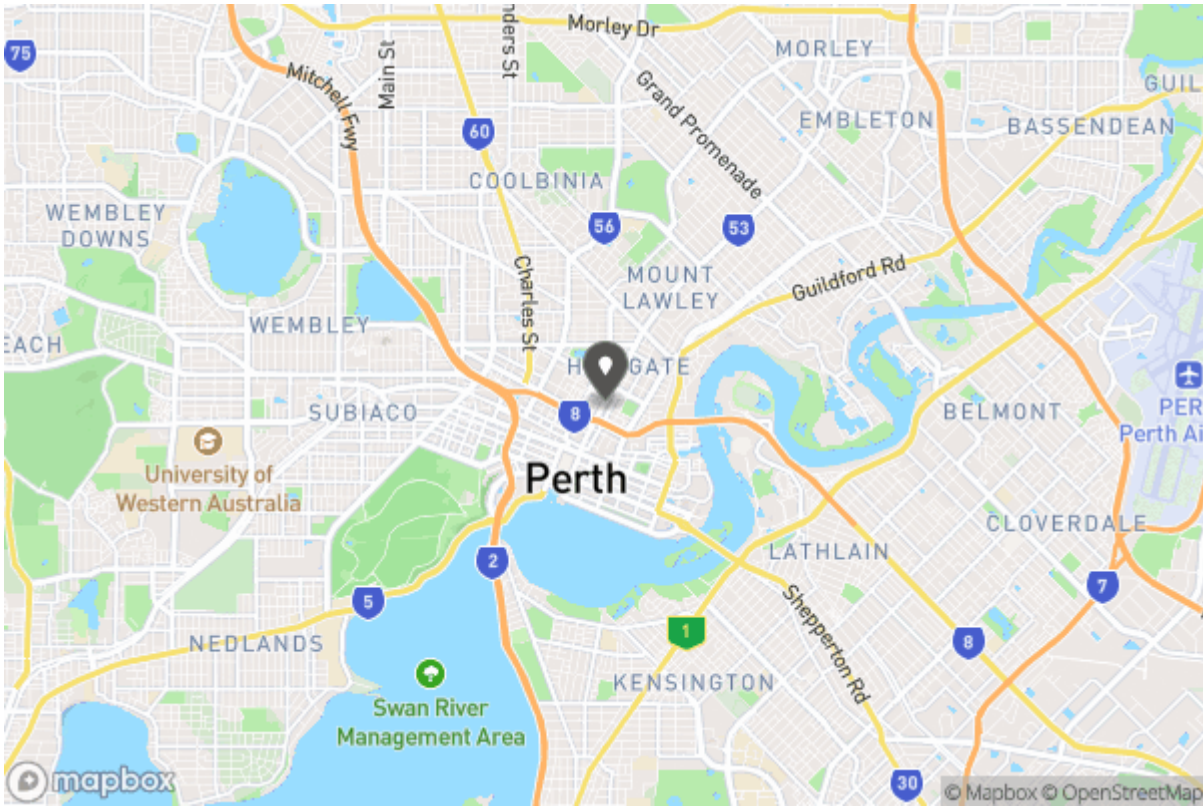 Morley Dr
MORLEY
75
Main St
nders St
Mitchell Fwy
Grand Promenade
GUIL
EMBLETON
BASSENDEAN
60
COOLBINIA
WEMBLEY
DOWNS
56
53
MOUNT
LAWLEY
Guildford Rd
Charles St
WEMBLEY
EACH
H
GATE
SUBIACO
8
BELMONT
PER
Perth Ai
University of
Western Australia
Perth
CLOVERDALE
LATHLAIN
2
5
7
Shepperton Rd
1
8
NEDLANDS
KENSINGTON
Swan River
Management Area
30
mapbox
© Mapbox © OpenStreetMap